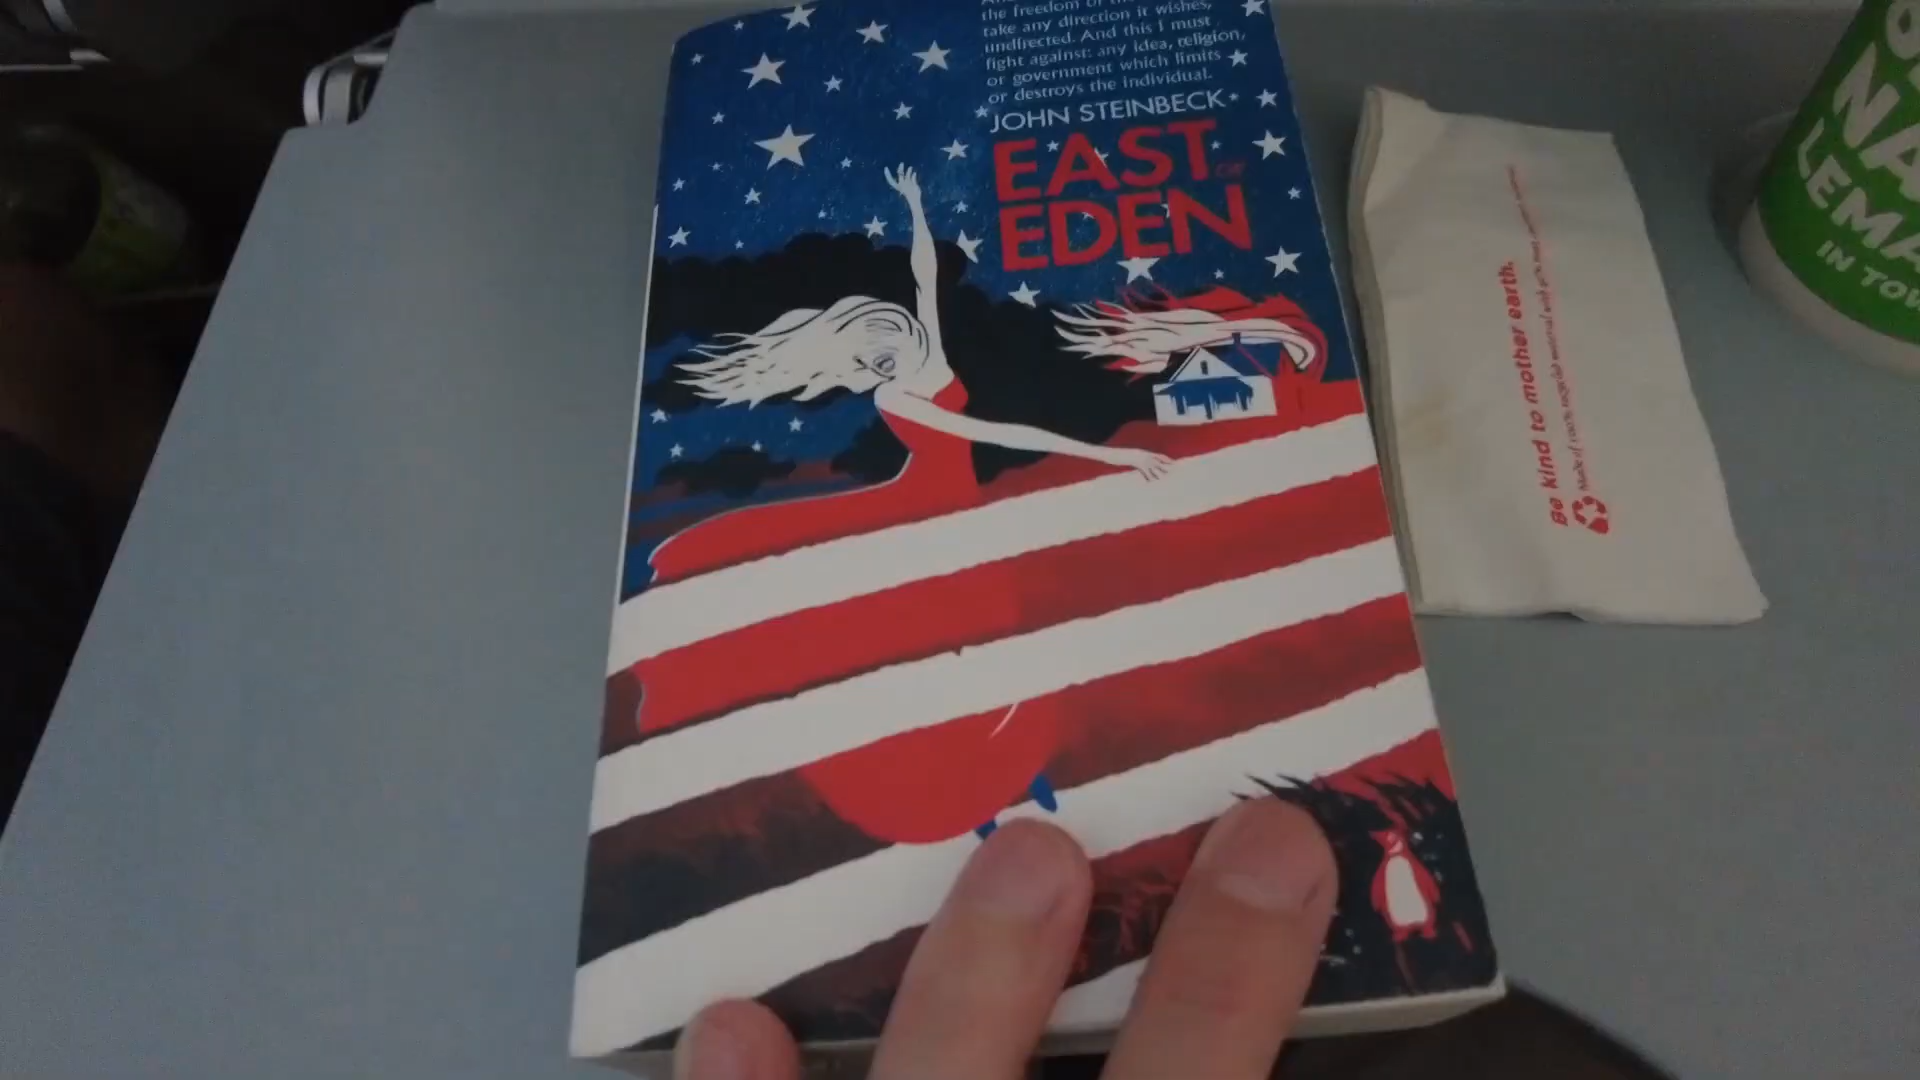 the freedom of the
take any direction it wishes,
undirected. And this I must
fight against: any idea, religion,
or government which limits
or destroys the individual.
JOHN STEINBECK
EAST OF
EDEN
Be kind to mother earth.
NA
LEMA
IN TOW